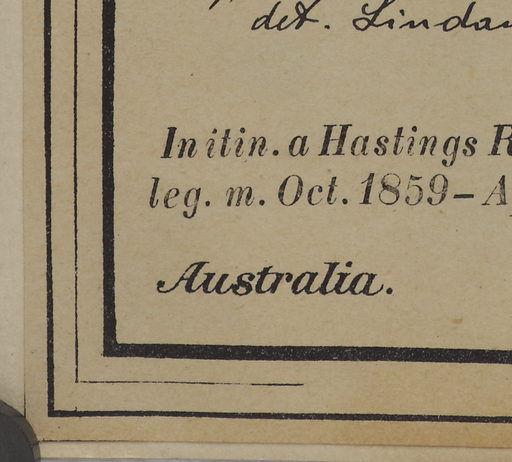 det. Lindau
In itin. a Hastings R
leg. m. Oct. 1859 – A
Australia.